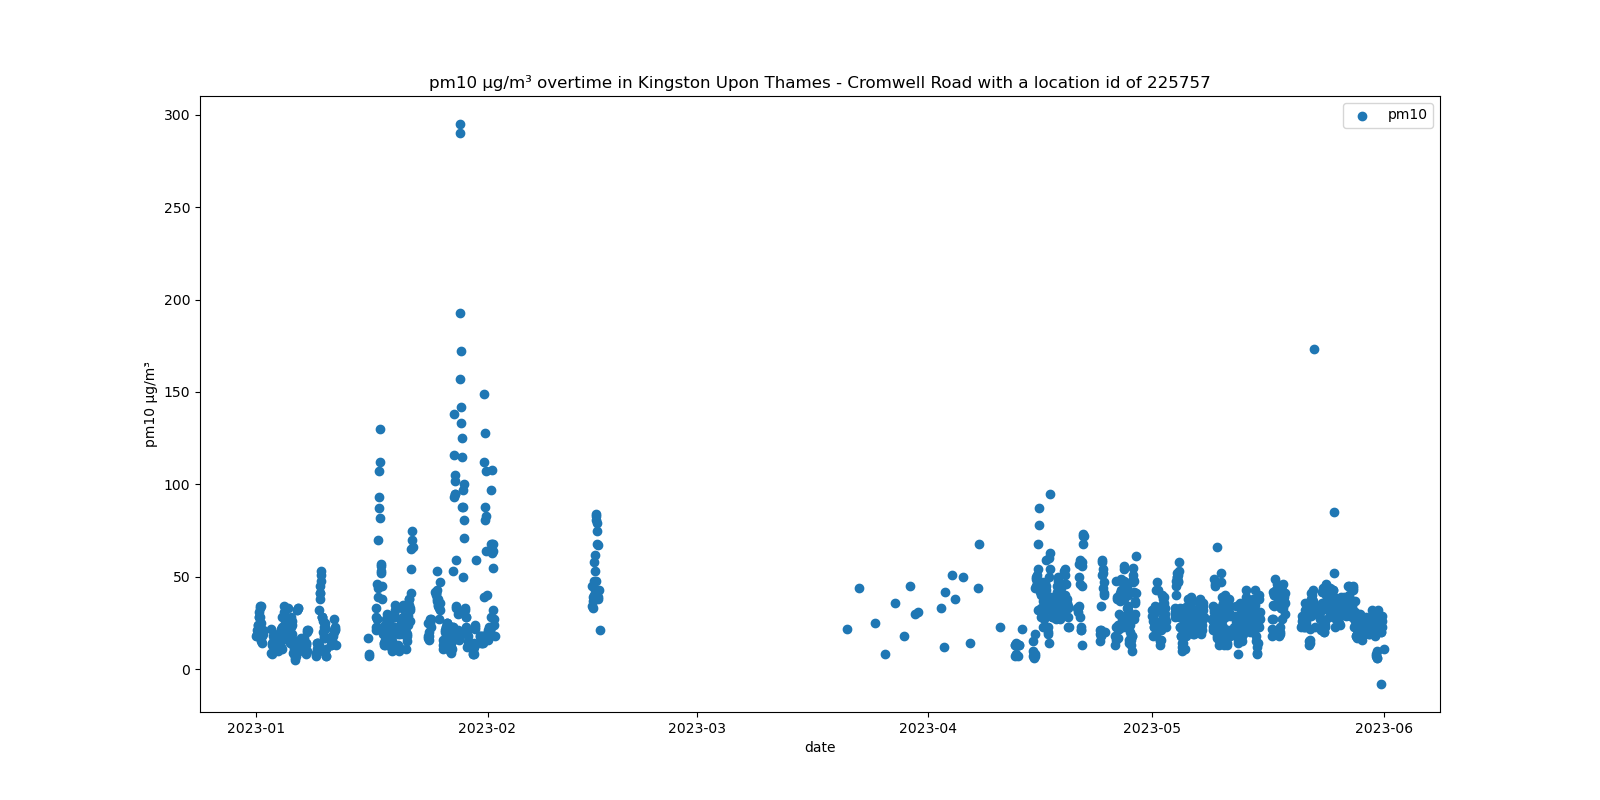 pm10 µg/m³ overtime in Kingston Upon Thames - Cromwell Road with a location id of 225757
pm10
300
250
200
150
100
50
0
pm10 µg/m³
2023-01 2023-02 2023-03 2023-04 2023-05 2023-06
date